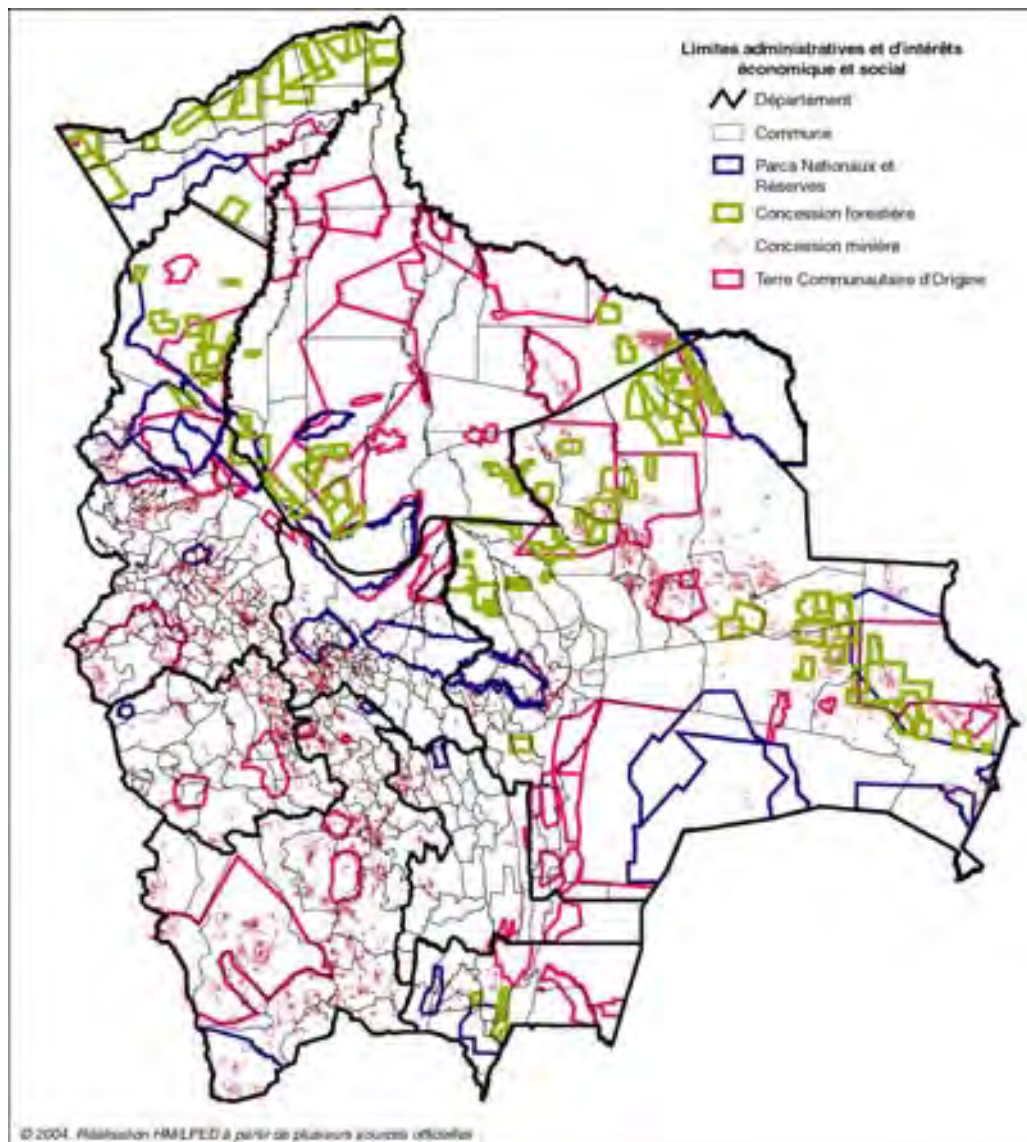 Limites administratives et d'intérêts
économique et social
Département
Commune
Parcs Nationaux et
Réserves
Concession forestière
Concession minière
Terre Communautaire d'Origine
© 2004. Réalisation HM/LPED à partir de plusieurs sources officielles